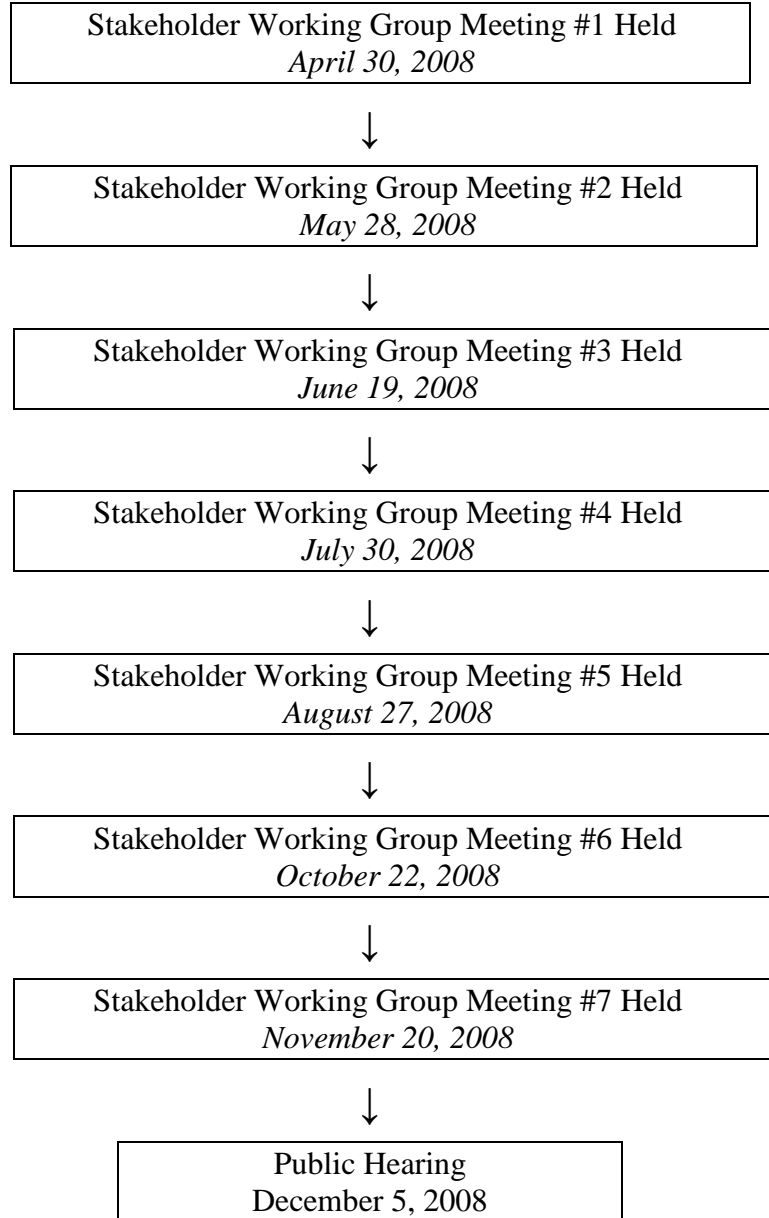 Stakeholder Working Group Meeting #1 Held
April 30, 2008
↓
Stakeholder Working Group Meeting #2 Held
May 28, 2008
↓
Stakeholder Working Group Meeting #3 Held
June 19, 2008
↓
Stakeholder Working Group Meeting #4 Held
July 30, 2008
↓
Stakeholder Working Group Meeting #5 Held
August 27, 2008
↓
Stakeholder Working Group Meeting #6 Held
October 22, 2008
↓
Stakeholder Working Group Meeting #7 Held
November 20, 2008
↓
Public Hearing
December 5, 2008